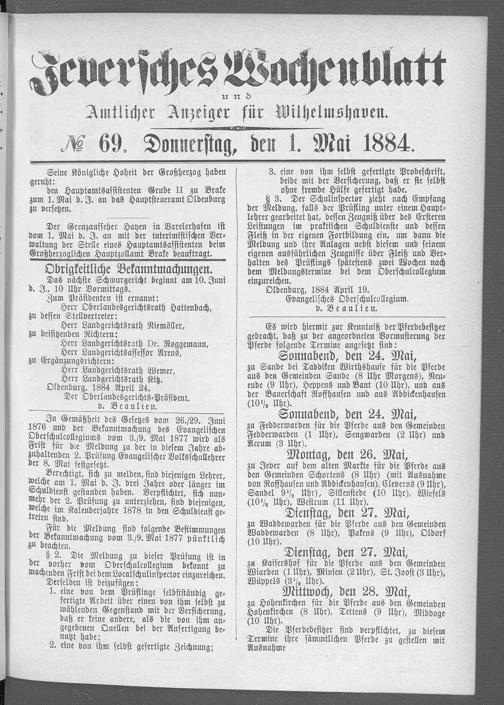 Jeversches Wochenblatt
und
Amtlicher Anzeiger für Wilhelmshaven.
№ 69. Donnerstag, den 1. Mai 1884.
Seine Königliche Hoheit der Großherzog haben
geruht:
den Hauptamtsassistenten Grube II zu Brake
zum 1. Mai d. J. an das Hauptsteueramt Oldenburg
zu versetzen.
Der Grenzaufseher Hayen in Varelerhafen ist
vom 1. Mai d. J. an mit der interimistischen Ver-
waltung der Stelle eines Hauptamtsassistenten beim
Großherzoglichen Hauptzollamt Brake beauftragt.
Obrigkeitliche Bekanntmachungen.
Das nächste Schwurgericht beginnt am 10. Juni
d. J., 10 Uhr Vormittags.
Zum Präsidenten ist ernannt:
Herr Oberlandesgerichtsrath Hattenbach,
zu dessen Stellvertreter:
Herr Landgerichtsrath Niemöller,
zu beisitzenden Richtern:
Herr Landgerichtsrath Dr. Roggemann,
Herr Landgerichtsassessor Arens,
zu Ergänzungsrichtern:
Herr Landgerichtsrath Wemer,
Herr Landgerichtsrath Kitz.
Oldenburg, 1884 April 24.
Der Oberlandesgerichts-Präsident.
v. Beaulien.
In Gemäßheit des Gesetzes vom 26./29. Juni
1876 und der Bekanntmachung des Evangelischen
Oberschulcollegiums vom 3./9. Mai 1877 wird als
Frist für die Meldung zu der in diesem Jahre ab-
zuhaltenden 2. Prüfung Evangelischer Volksschullehrer
der 8. Mai festgesetzt.
Berechtigt, sich zu melden, sind diejenigen Lehrer,
welche am 1. Mai d. J. drei Jahre oder länger im
Schuldienst gestanden haben. Verpflichtet, sich nun-
mehr der 2. Prüfung zu unterziehen, sind diejenigen,
welche im Kalenderjahre 1878 in den Schuldienst ge-
treten sind.
Für die Meldung sind folgende Bestimmungen
der Bekanntmachung vom 3./9. Mai 1877 pünktlich
zu beachten.
§ 2. Die Meldung zu dieser Prüfung ist in
der vorher vom Oberschulcollegium bekannt zu
machenden Frist bei dem Localschulinspector einzureichen.
Derselben ist beizufügen:
1. eine von dem Prüflinge selbstständig ge-
fertigte Arbeit über einen von ihm selbst zu
wählenden Gegenstand mit der Versicherung,
daß er keine andere, als die von ihm an-
gegebenen Quellen bei der Anfertigung be-
nutzt habe;
2. eine von ihm selbst gefertigte Zeichnung;
3. eine von ihm selbst gefertigte Probeschrift,
beide mit der Versicherung, daß er sie selbst
ohne fremde Hülfe gefertigt habe.
§ 3. Der Schulinspector zieht nach Empfang
der Meldung, falls der Prüfling unter einem Haupt-
lehrer gearbeitet hat, dessen Zeugniß über des Ersteren
Leistungen im praktischen Schuldienste und dessen
Fleiß in der eigenen Fortbildung ein, um dann die
Meldung und ihre Anlagen nebst diesem und seinem
eigenen ausführlichen Zeugnisse über Fleiß und Ver-
halten des Prüflings spätestens zwei Wochen nach
dem Meldungstermine bei dem Oberschulcollegium
einzureichen.
Oldenburg, 1884 April 19.
Evangelisches Oberschulcollegium.
v. Beaulien.
Es wird hiermit zur Kenntniß der Pferdebesitzer
gebracht, daß zu der angeordneten Vormusterung der
Pferde folgende Termine angesetzt sind:
Sonnabend, den 24. Mai,
zu Sande bei Tabdiken Wirthshause für die Pferde
aus den Gemeinden Sande (8 Uhr Morgens), Neu-
ende (9 Uhr), Heppens und Bant (10 Uhr), und aus
der Bauerschaft Roffhausen und aus Abbickenhausen
(10½ Uhr).
Sonnabend, den 24. Mai,
zu Fedderwarden für die Pferde aus den Gemeinden
Fedderwarden (1 Uhr), Sengwarden (2 Uhr) und
Accum (3 Uhr).
Montag, den 26. Mai,
zu Jever auf dem alten Markte für die Pferde aus
den Gemeinden Schortens (8 Uhr) (mit Ausnahme
von Roffhausen und Abbickenhausen), Cleverns (9 Uhr),
Sandel 9½ Uhr), Sillenstede (10 Uhr), Wiefels
(10½ Uhr), Westrum (11 Uhr).
Dienstag, den 27. Mai,
zu Waddewarden für die Pferde aus den Gemeinden
Waddewarden (8 Uhr), Pakens (9 Uhr), Oldorf
(10 Uhr).
Dienstag, den 27. Mai,
zu Kaisershof für die Pferde aus den Gemeinden
Wiarden (1 Uhr), Minsen (2 Uhr), St. Joost (3 Uhr),
Wüppels (3½ Uhr).
Mittwoch, den 28. Mai,
zu Hohenkirchen für die Pferde aus den Gemeinden
Hohenkirchen (8 Uhr), Tettens (9 Uhr), Middoge
(10 Uhr).
Die Pferdebesitzer sind verpflichtet, zu diesem
Termine ihre sämmtlichen Pferde zu gestellen mit
Ausnahme